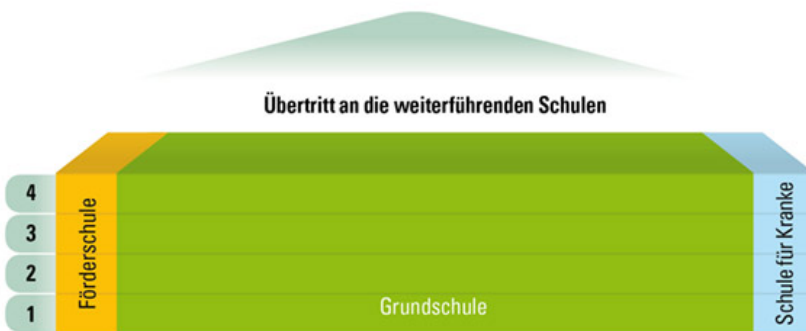 Übertritt an die weiterführenden Schulen
4
3
2
1
Förderschule
Grundschule
Schule für Kranke